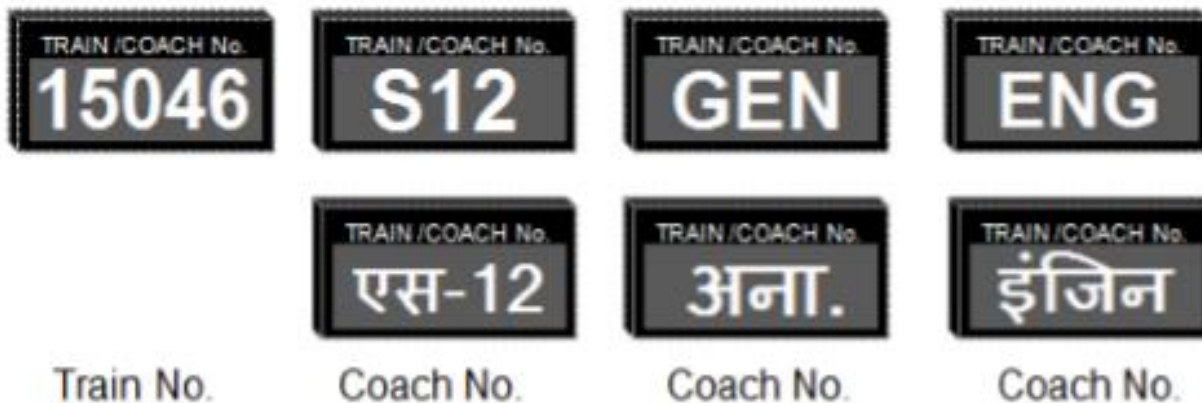 TRAIN /COACH No. TRAIN /COACH No. TRAIN /COACH No. TRAIN /COACH No.
15046 S12 GEN ENG
TRAIN /COACH No. TRAIN /COACH No. TRAIN /COACH No.
एस-12 अना. इंजिन
Train No. Coach No. Coach No. Coach No.